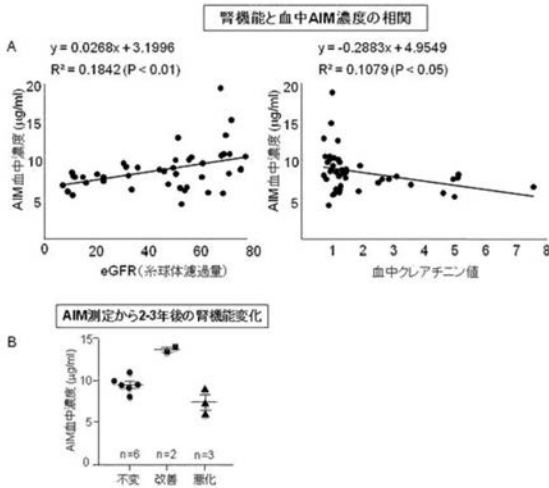 腎機能と血中AIM濃度の相関
A
y = 0.0268x + 3.1996
R² = 0.1842 (P < 0.01)
y = -0.2883x + 4.9549
R² = 0.1079 (P < 0.05)
AIM血中濃度 (μg/ml)
20
15
10
5
0 20 40 60 80
eGFR(糸球体濾過量)
AIM血中濃度 (μg/ml)
20
15
10
5
1 2 3 4 5 6 7 8
血中クレアチニン値
AIM測定から2-3年後の腎機能変化
B
AIM血中濃度 (μg/ml)
15
10
5
0
n=6 n=2 n=3
不変 改善 悪化